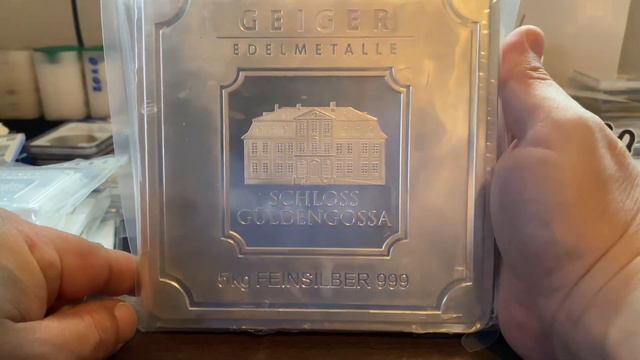 GEIGER
EDELMETALLE
SCHLOSS
GÜLDENGOSSA
5kg FEINSILBER 999